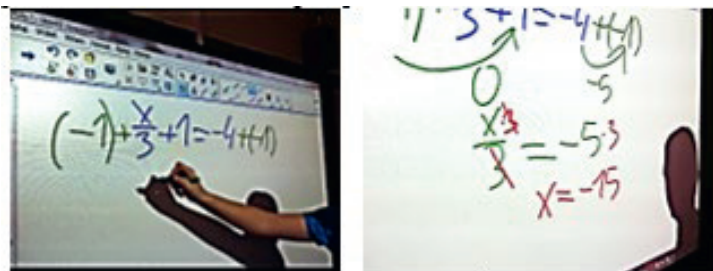 (-1)+x/3+1=-4+(-1)
3+1=-4+(-1)
0
-5
x·3/3=-5·3
x=-15